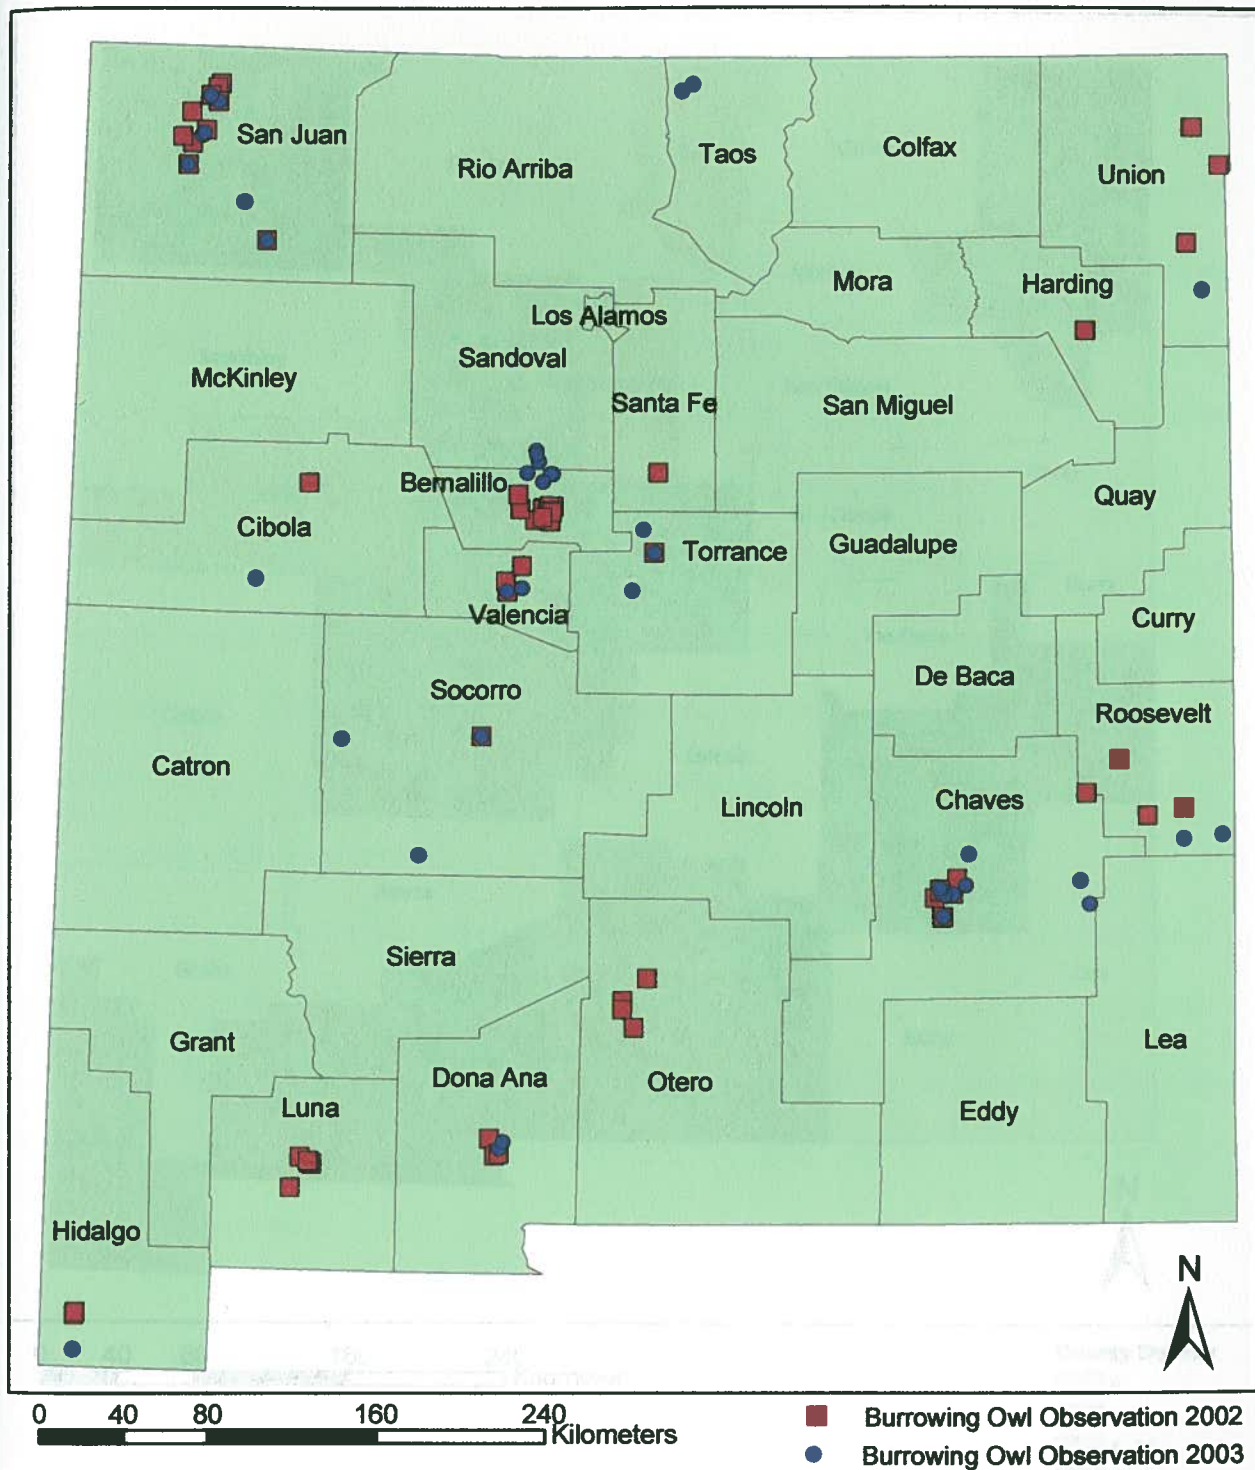 San Juan
Rio Arriba
Taos
Colfax
Union
Mora
Harding
Los Alamos
Sandoval
McKinley
Santa Fe
San Miguel
Bernalillo
Quay
Cibola
Torrance
Guadalupe
Valencia
Curry
De Baca
Socorro
Roosevelt
Catron
Lincoln
Chaves
Sierra
Grant
Lea
Dona Ana
Otero
Luna
Eddy
Hidalgo
N
0 40 80 160 240
Kilometers
Burrowing Owl Observation 2002
Burrowing Owl Observation 2003